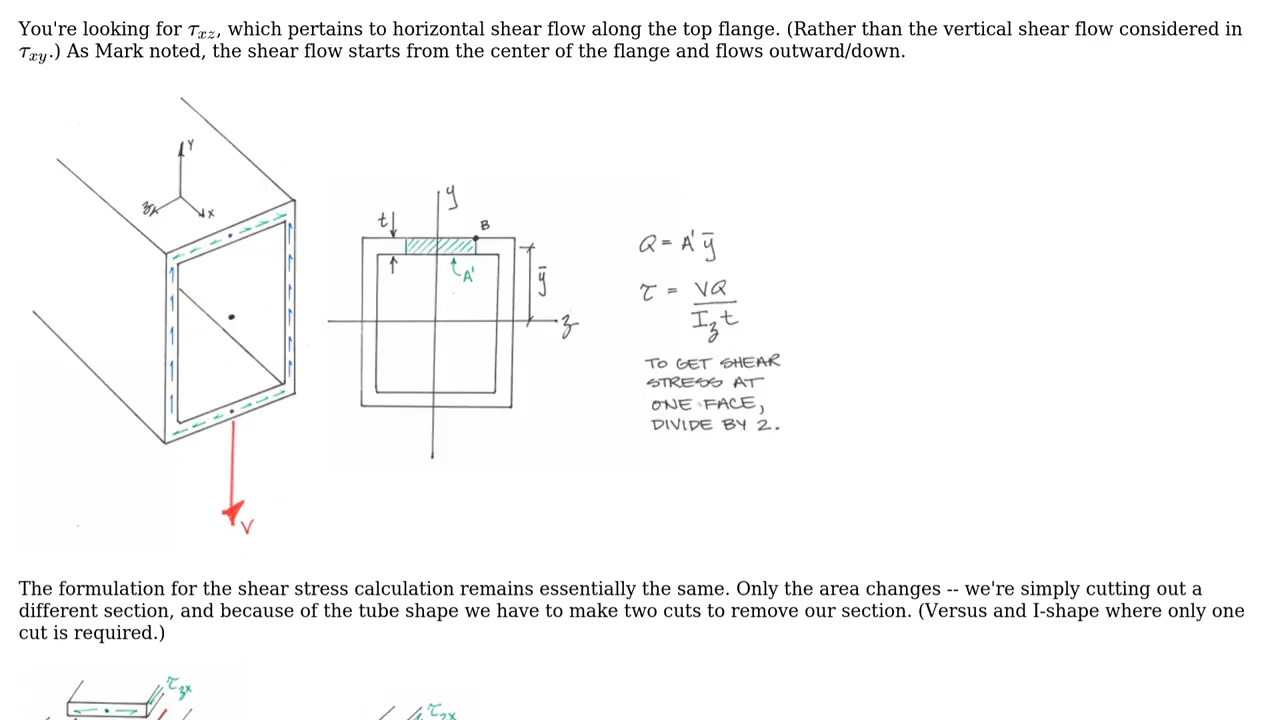 You're looking for τxz, which pertains to horizontal shear flow along the top flange. (Rather than the vertical shear flow considered in
τxy.) As Mark noted, the shear flow starts from the center of the flange and flows outward/down.
Y
z
x
V
y
t
B
A'
ȳ
z
Q = A' ȳ
τ = VQ
Iz t
TO GET SHEAR
STRESS AT
ONE FACE,
DIVIDE BY 2.
The formulation for the shear stress calculation remains essentially the same. Only the area changes -- we're simply cutting out a
different section, and because of the tube shape we have to make two cuts to remove our section. (Versus and I-shape where only one
cut is required.)
τzx
τzx